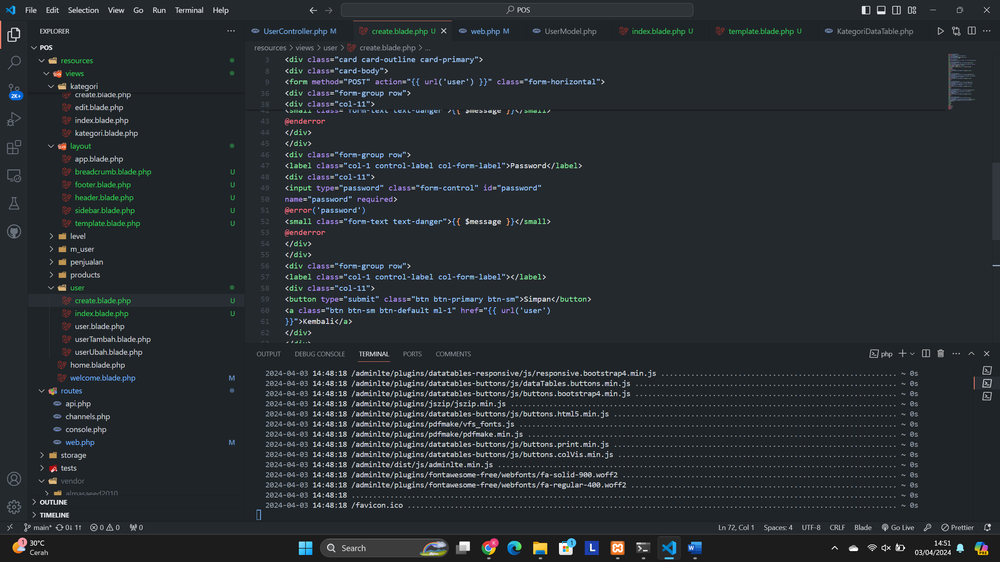 File Edit Selection View Go Run Terminal Help
POS
EXPLORER
POS
resources
views
kategori
create.blade.php
edit.blade.php
index.blade.php
kategori.blade.php
layout
app.blade.php
breadcrumb.blade.php U
footer.blade.php U
header.blade.php U
sidebar.blade.php U
template.blade.php U
level
m_user
penjualan
products
user
create.blade.php U
index.blade.php U
user.blade.php
userTambah.blade.php
userUbah.blade.php
home.blade.php
welcome.blade.php M
routes
api.php
channels.php
console.php
web.php M
storage
tests
vendor
almasaeed2010
OUTLINE
TIMELINE
2K+
UserController.php M create.blade.php U web.php M UserModel.php index.blade.php U template.blade.php U KategoriDataTable.php
resources > views > user > create.blade.php > ...
3 <div class="card card-outline card-primary">
8 <div class="card-body">
9 <form method="POST" action="{{ url('user') }}" class="form-horizontal">
36 <div class="form-group row">
38 <div class="col-11">
42 <small class="form-text text-danger">{{ $message }}</small>
43 @enderror
44 </div>
45 </div>
46 <div class="form-group row">
47 <label class="col-1 control-label col-form-label">Password</label>
48 <div class="col-11">
49 <input type="password" class="form-control" id="password"
50 name="password" required>
51 @error('password')
52 <small class="form-text text-danger">{{ $message }}</small>
53 @enderror
54 </div>
55 </div>
56 <div class="form-group row">
57 <label class="col-1 control-label col-form-label"></label>
58 <div class="col-11">
59 <button type="submit" class="btn btn-primary btn-sm">Simpan</button>
60 <a class="btn btn-sm btn-default ml-1" href="{{ url('user')
61 }}">Kembali</a>
62 </div>
63 </div>
OUTPUT DEBUG CONSOLE TERMINAL PORTS COMMENTS
php
2024-04-03 14:48:18 /adminlte/plugins/datatables-responsive/js/responsive.bootstrap4.min.js ~ 0s
2024-04-03 14:48:18 /adminlte/plugins/datatables-buttons/js/dataTables.buttons.min.js ~ 0s
2024-04-03 14:48:18 /adminlte/plugins/datatables-buttons/js/buttons.bootstrap4.min.js ~ 0s
2024-04-03 14:48:18 /adminlte/plugins/jszip/jszip.min.js ~ 0s
2024-04-03 14:48:18 /adminlte/plugins/datatables-buttons/js/buttons.html5.min.js ~ 0s
2024-04-03 14:48:18 /adminlte/plugins/pdfmake/vfs_fonts.js ~ 0s
2024-04-03 14:48:18 /adminlte/plugins/pdfmake/pdfmake.min.js ~ 0s
2024-04-03 14:48:18 /adminlte/plugins/datatables-buttons/js/buttons.print.min.js ~ 0s
2024-04-03 14:48:18 /adminlte/plugins/datatables-buttons/js/buttons.colVis.min.js ~ 0s
2024-04-03 14:48:18 /adminlte/dist/js/adminlte.min.js ~ 0s
2024-04-03 14:48:18 /adminlte/plugins/fontawesome-free/webfonts/fa-solid-900.woff2 ~ 0s
2024-04-03 14:48:18 /adminlte/plugins/fontawesome-free/webfonts/fa-regular-400.woff2 ~ 0s
2024-04-03 14:48:18 ~ 0s
2024-04-03 14:48:18 /favicon.ico ~ 0s
main* 0↓ 1↑ 0 0 0 Ln 72, Col 1 Spaces: 4 UTF-8 CRLF Blade Go Live Prettier
1 30°C
Cerah
Search
K
1
L
W
14:51
03/04/2024
PRE